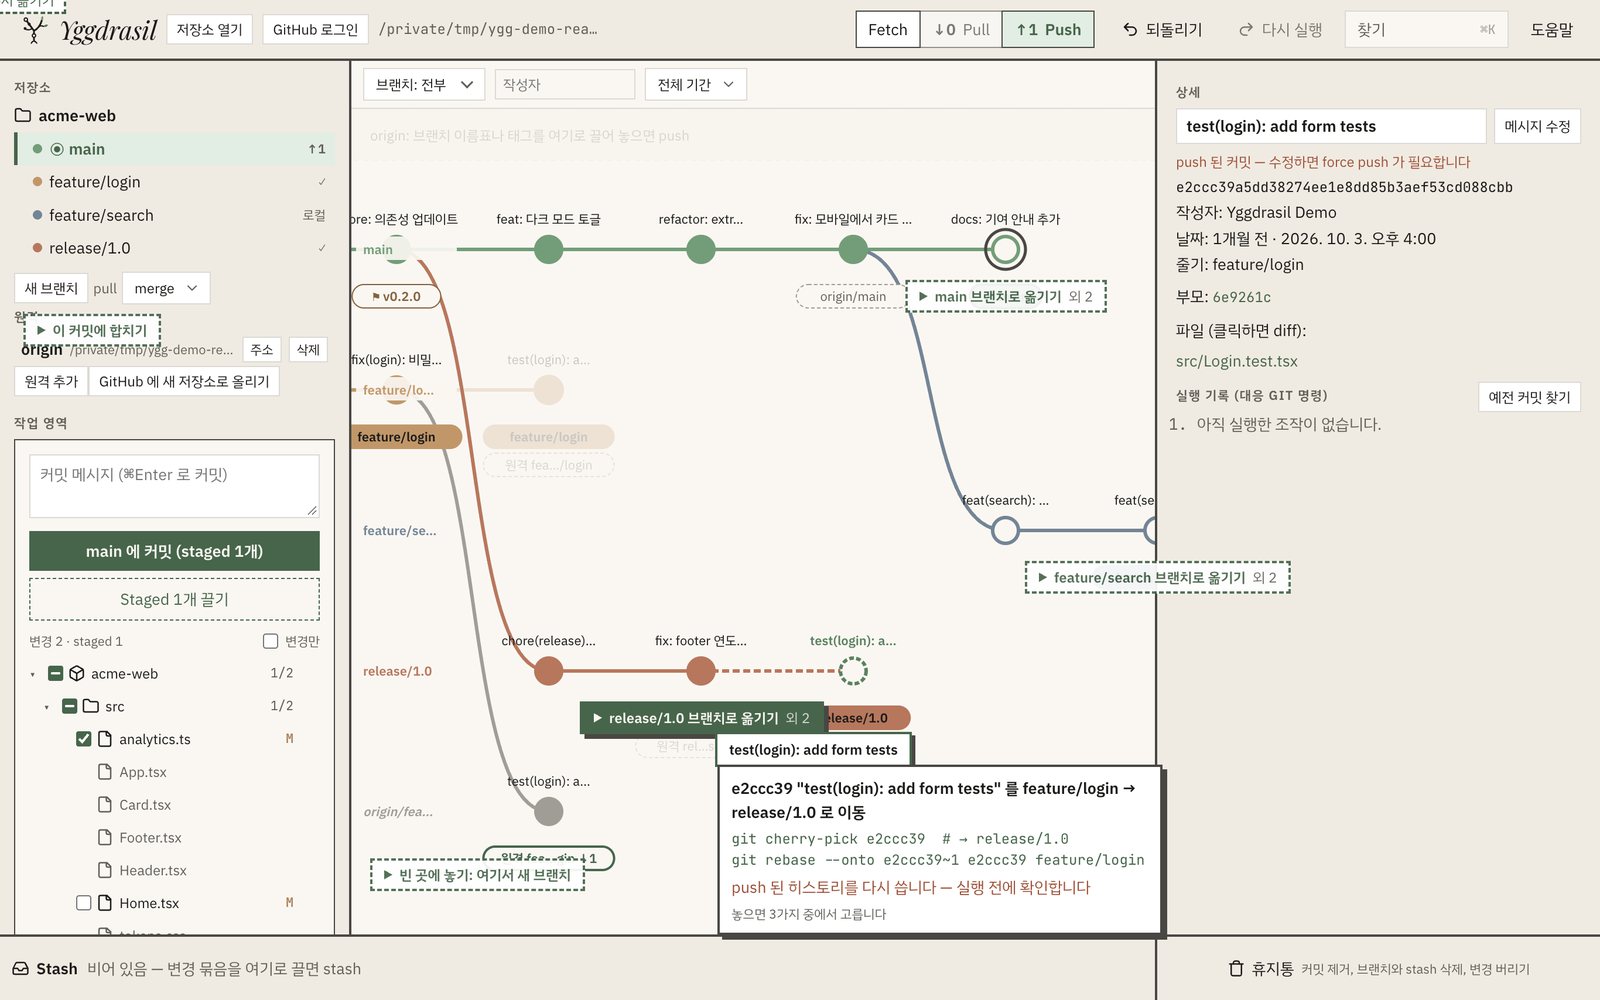 Yggdrasil
저장소 열기
GitHub 로그인
/private/tmp/ygg-demo-rea…
Fetch
↓0 Pull
↑1 Push
되돌리기
다시 실행
찾기
⌘K
도움말
저장소
acme-web
main
↑1
feature/login
✓
feature/search
로컬
release/1.0
✓
새 브랜치
pull
merge
▶ 이 커밋에 합치기
origin
/private/tmp/ygg-demo-re…
주소
삭제
원격 추가
GitHub 에 새 저장소로 올리기
작업 영역
커밋 메시지 (⌘Enter 로 커밋)
main 에 커밋 (staged 1개)
Staged 1개 끌기
변경 2 · staged 1
변경만
acme-web
1/2
src
1/2
analytics.ts
M
App.tsx
Card.tsx
Footer.tsx
Header.tsx
Home.tsx
M
브랜치: 전부
작성자
전체 기간
origin: 브랜치 이름표나 태그를 여기로 끌어 놓으면 push
ore: 의존성 업데이트
feat: 다크 모드 토글
refactor: extr…
fix: 모바일에서 카드 …
docs: 기여 안내 추가
main
v0.2.0
origin/main
▶ main 브랜치로 옮기기 외 2
fix(login): 비밀…
test(login): a…
feature/lo…
feature/login
feature/login
원격 fea…/login
feat(search): …
feat(se
feature/se…
▶ feature/search 브랜치로 옮기기 외 2
chore(release)…
fix: footer 연도…
test(login): a…
release/1.0
▶ release/1.0 브랜치로 옮기기 외 2
elease/1.0
원격 rel…s
test(login): add form tests
test(login): a…
origin/fea…
▶ 빈 곳에 놓기: 여기서 새 브랜치
e2ccc39 "test(login): add form tests" 를 feature/login →
release/1.0 로 이동
git cherry-pick e2ccc39 # → release/1.0
git rebase --onto e2ccc39~1 e2ccc39 feature/login
push 된 히스토리를 다시 씁니다 — 실행 전에 확인합니다
놓으면 3가지 중에서 고릅니다
상세
test(login): add form tests
메시지 수정
push 된 커밋 — 수정하면 force push 가 필요합니다
e2ccc39a5dd38274ee1e8dd85b3aef53cd088cbb
작성자: Yggdrasil Demo
날짜: 1개월 전 · 2026. 10. 3. 오후 4:00
줄기: feature/login
부모: 6e9261c
파일 (클릭하면 diff):
src/Login.test.tsx
실행 기록 (대응 GIT 명령)
예전 커밋 찾기
1. 아직 실행한 조작이 없습니다.
Stash
비어 있음 — 변경 묶음을 여기로 끌면 stash
휴지통
커밋 제거, 브랜치와 stash 삭제, 변경 버리기